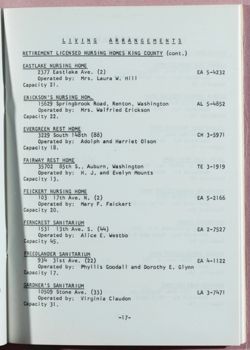 LIVING ARRANGEMENTS
RETIREMENT LICENSED NURSING HOMES KING COUNTY (cont.)
EASTLAKE NURSING HOME
2377 Eastlake Ave. (2) EA 5-4232
Operated by: Mrs. Laura W. Hill
Capacity 21.
ERICKSON'S NURSING HOME
15629 Springbrook Road, Renton, Washington AL 5-4852
Operated by: Mrs. Walfried Erickson
Capacity 22.
EVERGREEN REST HOME
3229 South 148th (88) CH 3-5971
Operated by: Adolph and Harriet Olson
Capacity 18.
FAIRWAY REST HOME
35702 85th S., Auburn, Washington TE 3-1919
Operated by: H. J. and Evelyn Mounts
Capacity 13.
FEICKERT NURSING HOME
103 17th Ave. N. (2) EA 5-2166
Operated by: Mary F. Feickert
Capacity 20.
FERNCREST SANITARIUM
1531 13th Ave. S. (44) EA 2-7527
Operated by: Alice E. Westbo
Capacity 45.
FRIEDLANDER SANITARIUM
934 31st Ave. (22) EA 4-1122
Operated by: Phyllis Goodall and Dorothy E. Glynn
Capacity 17.
GARDNER'S SANITARIUM
10509 Stone Ave. (33) LA 3-7471
Operated by: Virginia Claudon
Capacity 31.
-17-